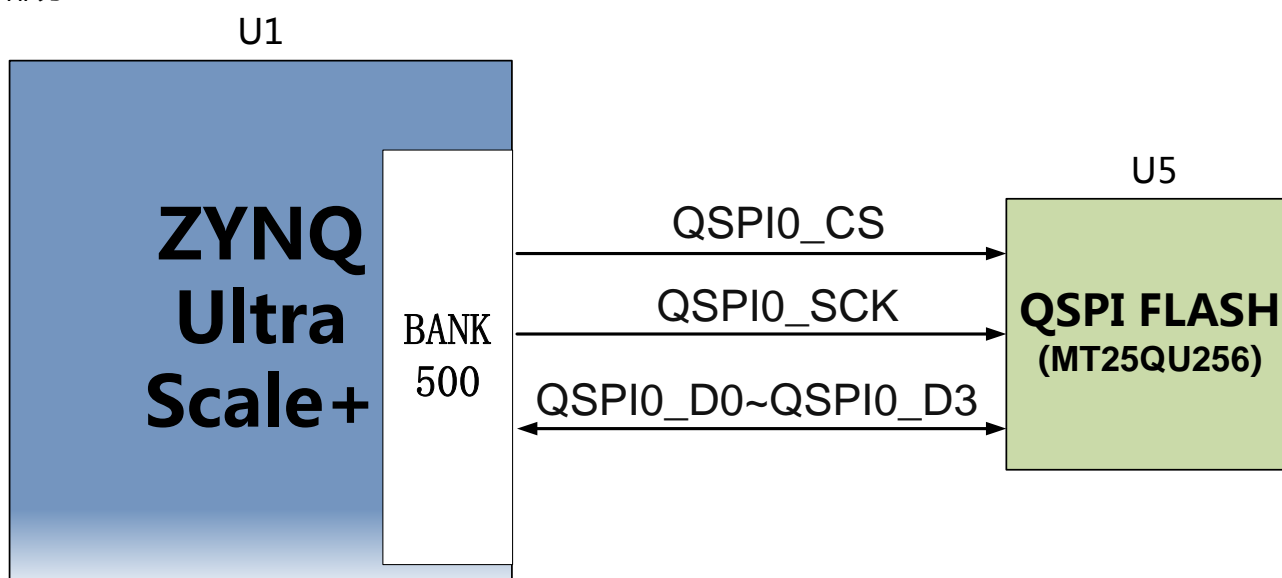 U1
ZYNQ
Ultra
Scale+
BANK
500
QSPI0_CS
QSPI0_SCK
QSPI0_D0~QSPI0_D3
U5
QSPI FLASH
(MT25QU256)